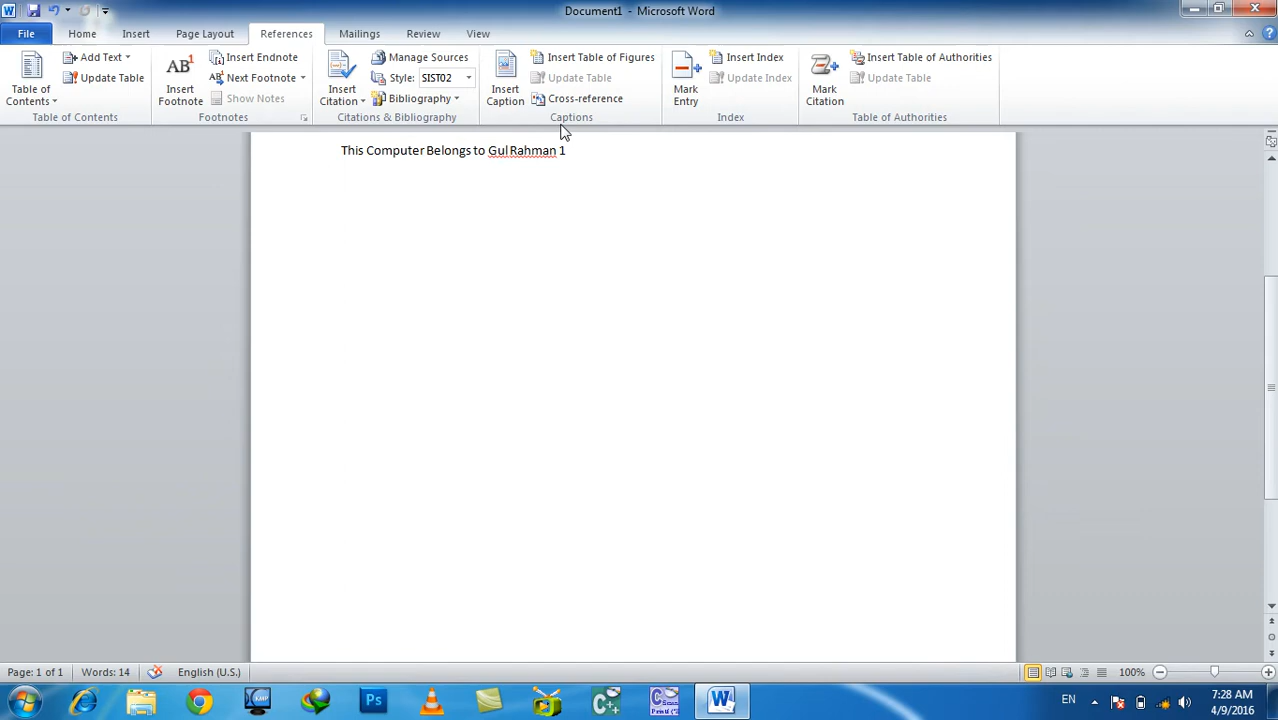 Document1 - Microsoft Word
File Home Insert Page Layout References Mailings Review View
Table of Contents
Add Text
Update Table
Table of Contents
AB1
Insert Footnote
Insert Endnote
Next Footnote
Show Notes
Footnotes
Insert Citation
Manage Sources
Style: SIST02
Bibliography
Citations & Bibliography
Insert Caption
Insert Table of Figures
Update Table
Cross-reference
Captions
Mark Entry
Insert Index
Update Index
Index
Mark Citation
Insert Table of Authorities
Update Table
Table of Authorities
This Computer Belongs to Gul Rahman 1
Page: 1 of 1 Words: 14 English (U.S.) 100%
EN
7:28 AM
4/9/2016